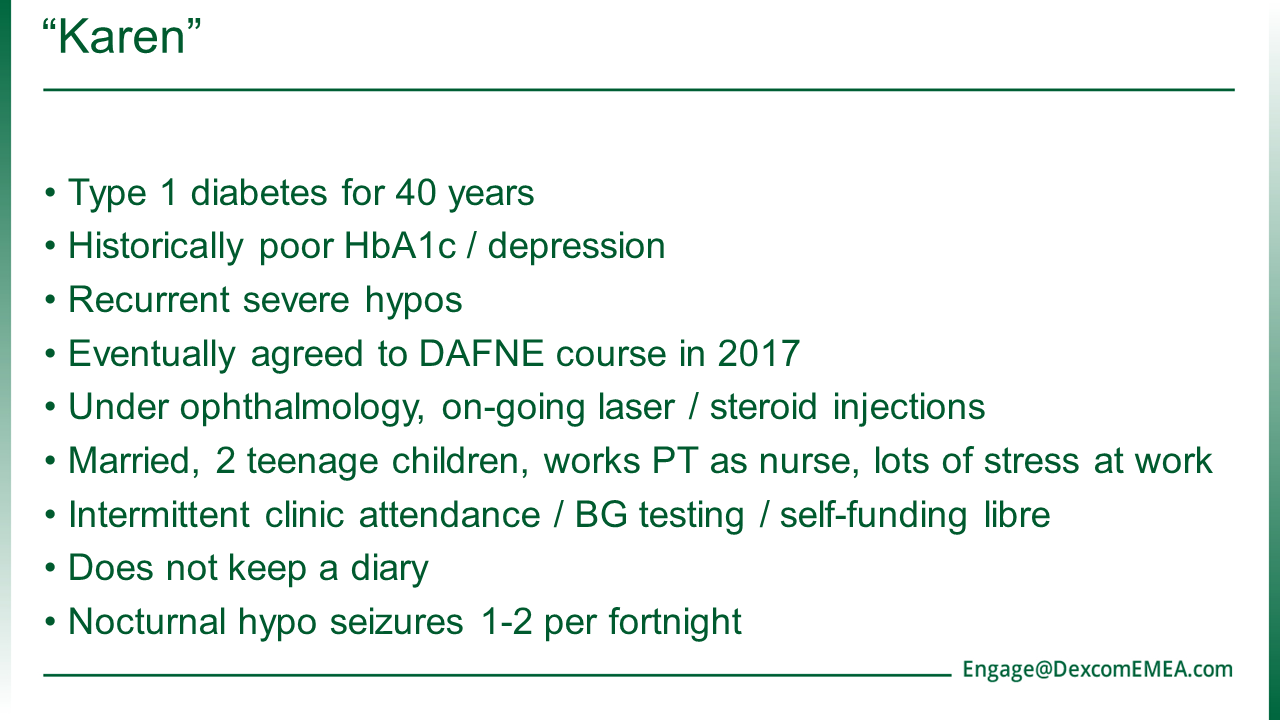 “Karen”
• Type 1 diabetes for 40 years
• Historically poor HbA1c / depression
• Recurrent severe hypos
• Eventually agreed to DAFNE course in 2017
• Under ophthalmology, on-going laser / steroid injections
• Married, 2 teenage children, works PT as nurse, lots of stress at work
• Intermittent clinic attendance / BG testing / self-funding libre
• Does not keep a diary
• Nocturnal hypo seizures 1-2 per fortnight
Engage@DexcomEMEA.com